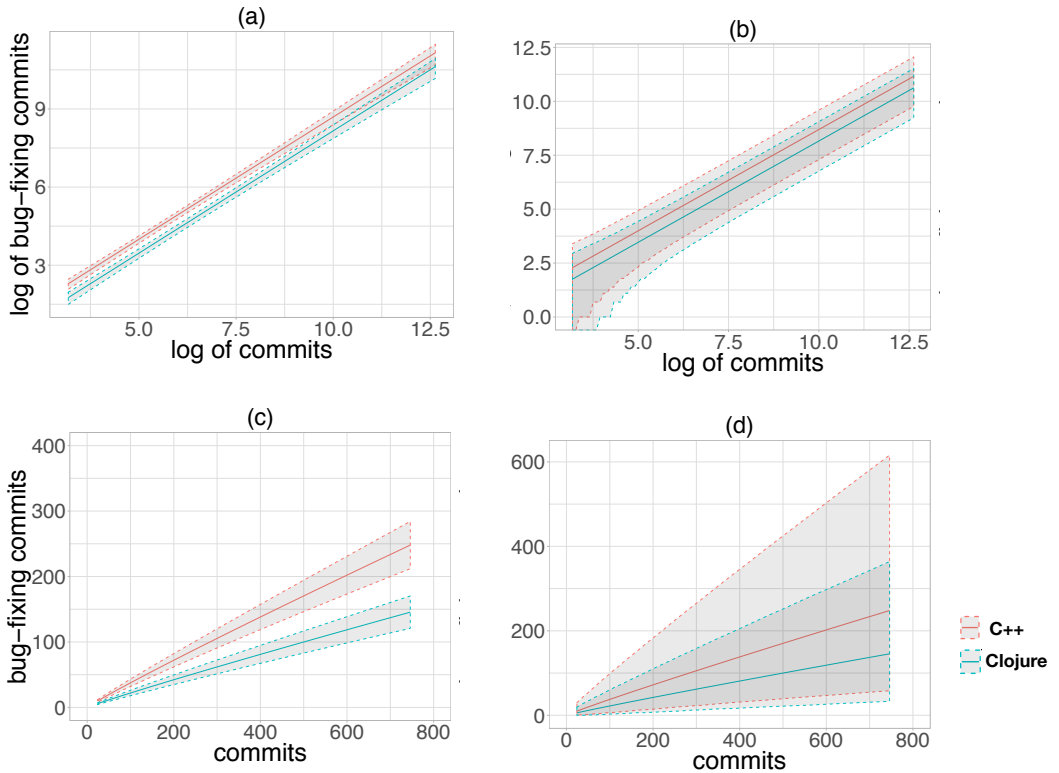 (a)
log of bug−fixing commits
9
6
3
5.0 7.5 10.0 12.5
log of commits
(b)
12.5
10.0
7.5
5.0
2.5
0.0
5.0 7.5 10.0 12.5
log of commits
(c)
bug−fixing commits
400
300
200
100
0
0 200 400 600 800
commits
(d)
600
400
200
0
0 200 400 600 800
commits
C++
Clojure